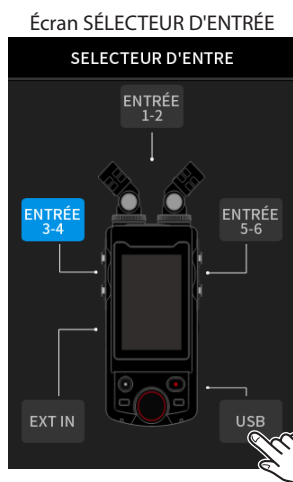 Écran SÉLECTEUR D'ENTRÉE
SELECTEUR D'ENTRE
ENTRÉE
1-2
ENTRÉE
3-4
ENTRÉE
5-6
EXT IN
USB